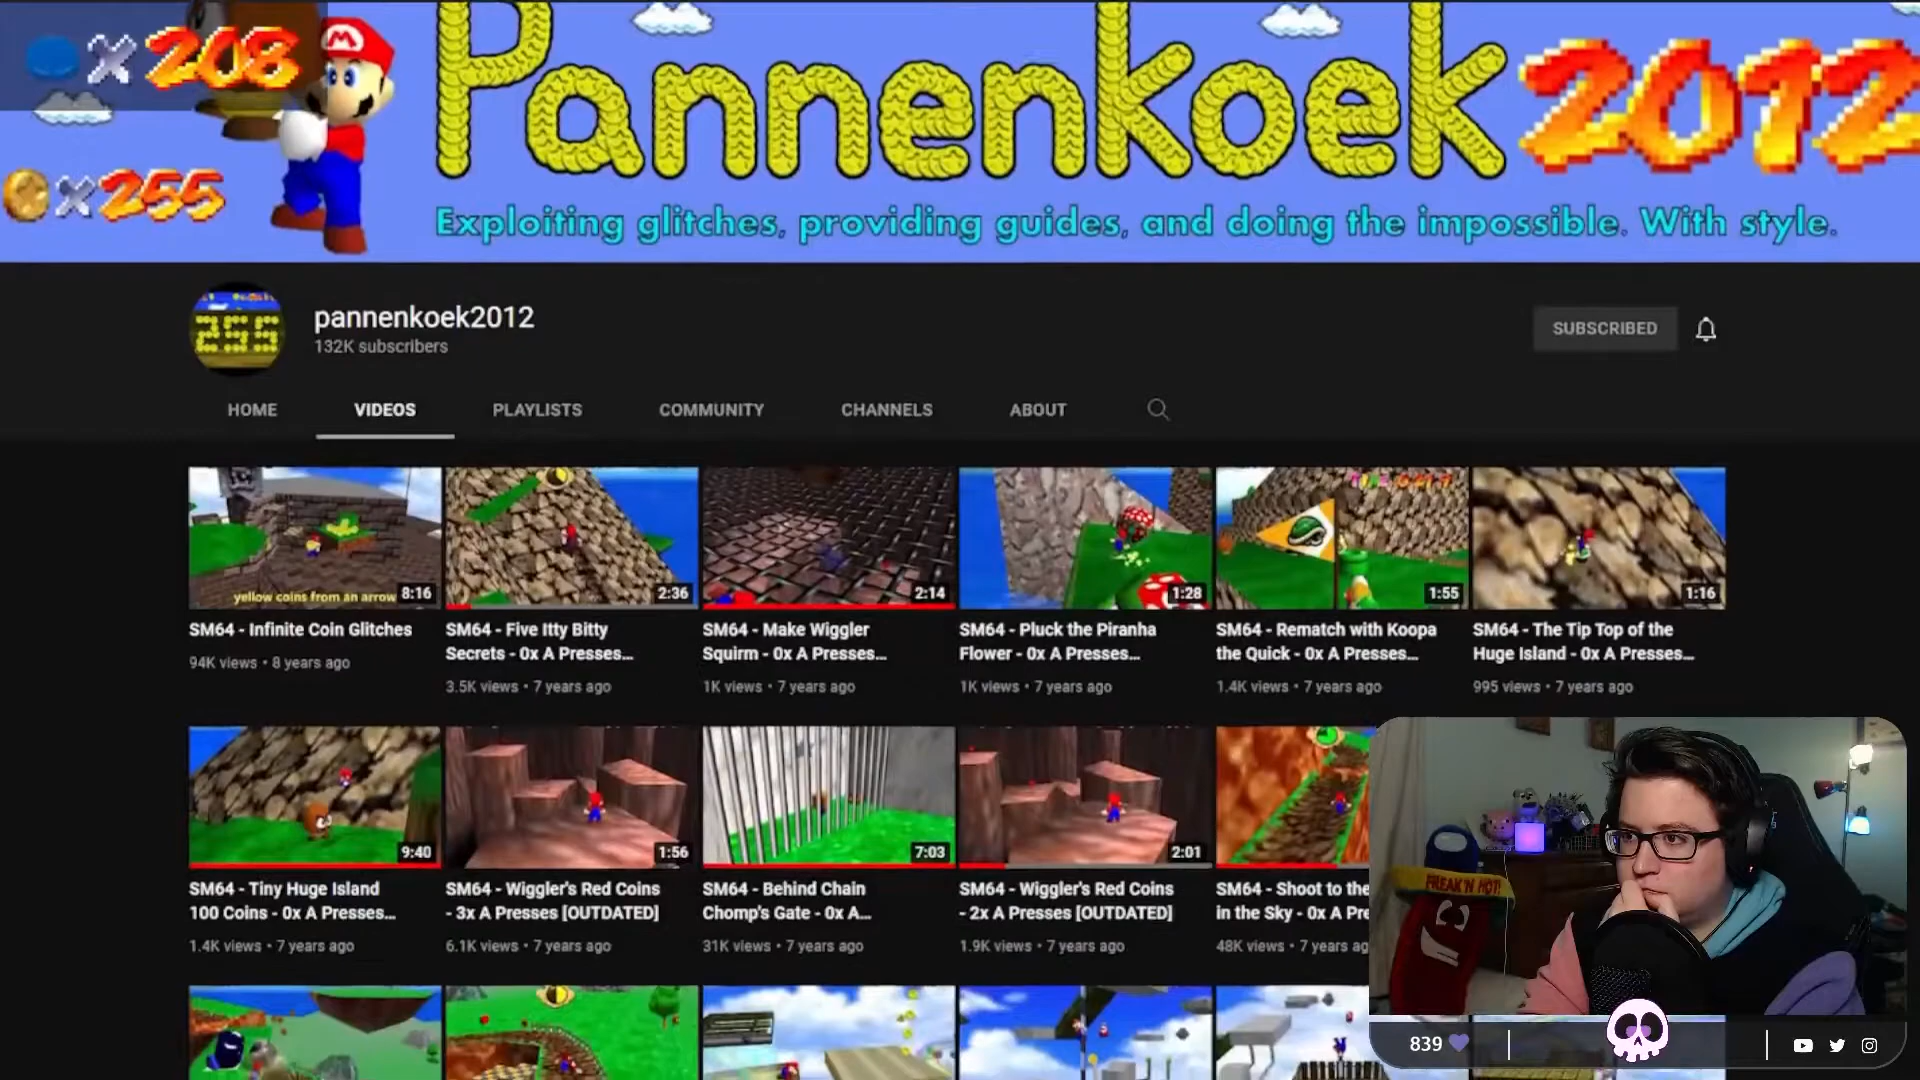 208
Pannenkoek2012
255
Exploiting glitches, providing guides, and doing the impossible. With style.
255
pannenkoek2012
132K subscribers
SUBSCRIBED
HOME
VIDEOS
PLAYLISTS
COMMUNITY
CHANNELS
ABOUT
yellow coins from an arrow
8:16
2:36
2:14
1:28
1:55
1:16
SM64 - Infinite Coin Glitches
94K views • 8 years ago
SM64 - Five Itty Bitty
Secrets - 0x A Presses...
3.5K views • 7 years ago
SM64 - Make Wiggler
Squirm - 0x A Presses...
1K views • 7 years ago
SM64 - Pluck the Piranha
Flower - 0x A Presses...
1K views • 7 years ago
SM64 - Rematch with Koopa
the Quick - 0x A Presses...
1.4K views • 7 years ago
SM64 - The Tip Top of the
Huge Island - 0x A Presses...
995 views • 7 years ago
9:40
1:56
7:03
2:01
SM64 - Tiny Huge Island
100 Coins - 0x A Presses...
1.4K views • 7 years ago
SM64 - Wiggler's Red Coins
- 3x A Presses [OUTDATED]
6.1K views • 7 years ago
SM64 - Behind Chain
Chomp's Gate - 0x A...
31K views • 7 years ago
SM64 - Wiggler's Red Coins
- 2x A Presses [OUTDATED]
1.9K views • 7 years ago
SM64 - Shoot to the
in the Sky - 0x A Pre
48K views • 7 years ag
FREAK'N HOT!
839